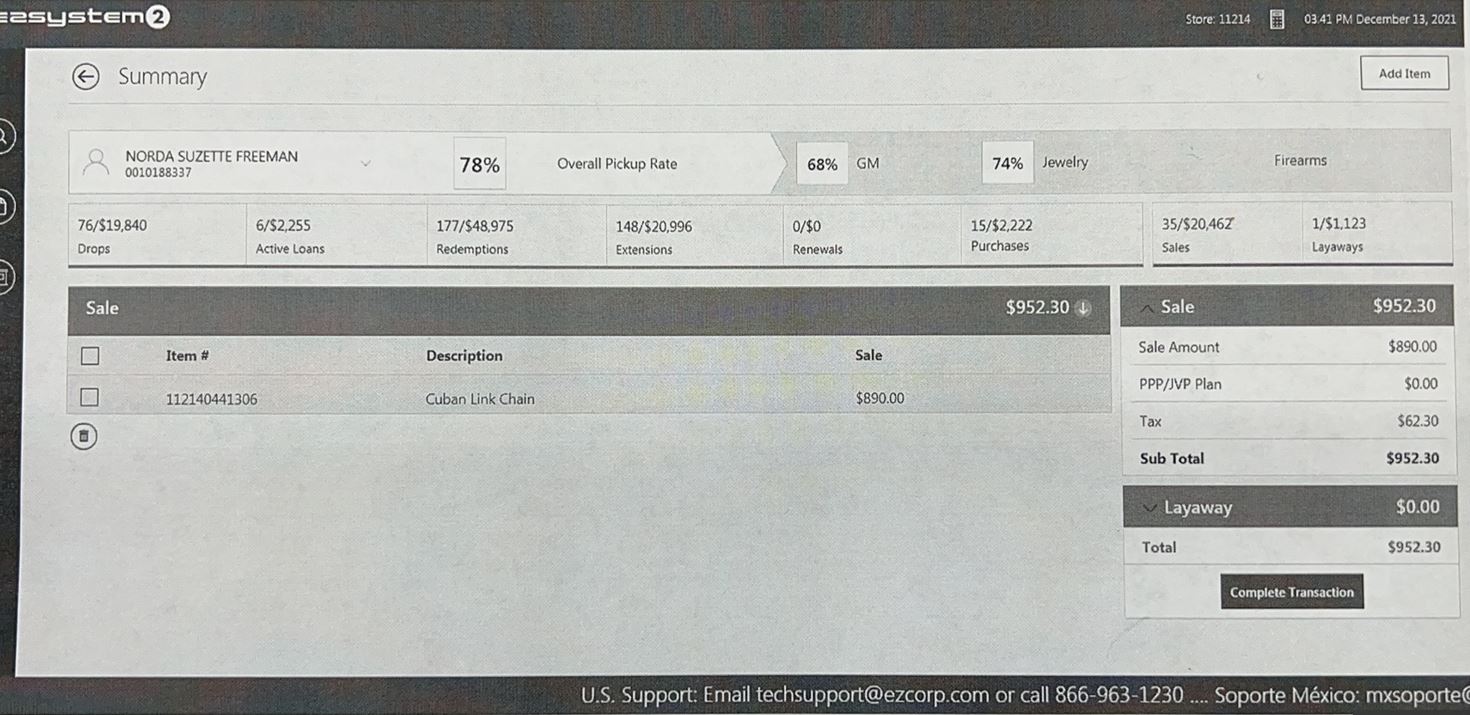 easystem2
Store: 11214 03.41 PM December 13, 2021
Summary
Add Item
NORDA SUZETTE FREEMAN
0010188337
78% Overall Pickup Rate
68% GM
74% Jewelry
Firearms
76/$19,840
Drops
6/$2,255
Active Loans
177/$48,975
Redemptions
148/$20,996
Extensions
0/$0
Renewals
15/$2,222
Purchases
35/$20,467
Sales
1/$1,123
Layaways
Sale $952.30
Item # Description Sale
112140441306 Cuban Link Chain $890.00
Sale $952.30
Sale Amount $890.00
PPP/JVP Plan $0.00
Tax $62.30
Sub Total $952.30
Layaway $0.00
Total $952.30
Complete Transaction
U.S. Support: Email techsupport@ezcorp.com or call 866-963-1230 .... Soporte México: mxsoporte@